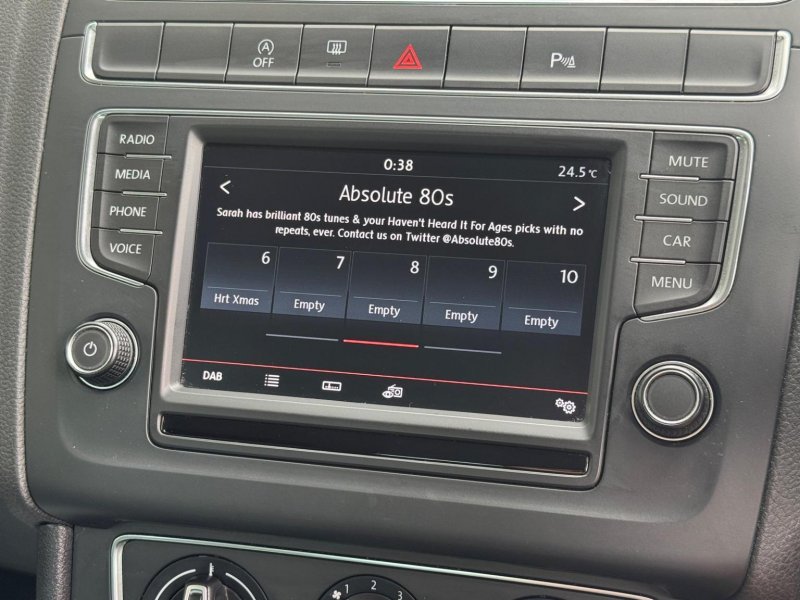 OFF
P
RADIO
MEDIA
PHONE
VOICE
0:38
24.5°C
< Absolute 80s >
Sarah has brilliant 80s tunes & your Haven't Heard It For Ages picks with no
repeats, ever. Contact us on Twitter @Absolute80s.
6 7 8 9 10
Hrt Xmas Empty Empty Empty Empty
DAB
MUTE
SOUND
CAR
MENU
1 2 3